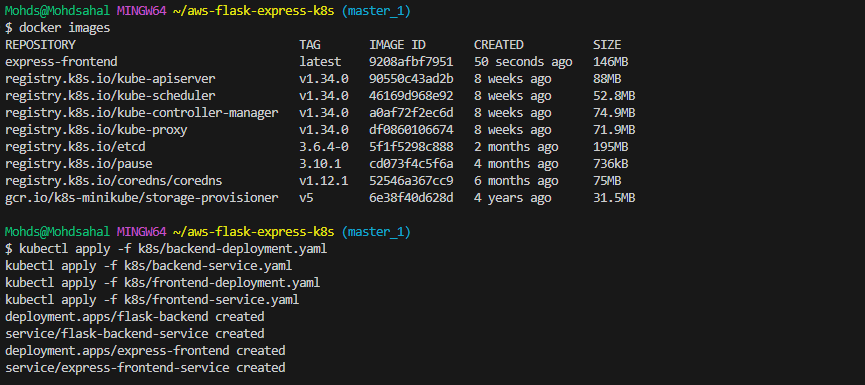 Mohds@Mohdsahal MINGW64 ~/aws-flask-express-k8s (master_1)
$ docker images
REPOSITORY TAG IMAGE ID CREATED SIZE
express-frontend latest 9208afbf7951 50 seconds ago 146MB
registry.k8s.io/kube-apiserver v1.34.0 90550c43ad2b 8 weeks ago 88MB
registry.k8s.io/kube-scheduler v1.34.0 46169d968e92 8 weeks ago 52.8MB
registry.k8s.io/kube-controller-manager v1.34.0 a0af72f2ec6d 8 weeks ago 74.9MB
registry.k8s.io/kube-proxy v1.34.0 df0860106674 8 weeks ago 71.9MB
registry.k8s.io/etcd 3.6.4-0 5f1f5298c888 2 months ago 195MB
registry.k8s.io/pause 3.10.1 cd073f4c5f6a 4 months ago 736kB
registry.k8s.io/coredns/coredns v1.12.1 52546a367cc9 6 months ago 75MB
gcr.io/k8s-minikube/storage-provisioner v5 6e38f40d628d 4 years ago 31.5MB
Mohds@Mohdsahal MINGW64 ~/aws-flask-express-k8s (master_1)
$ kubectl apply -f k8s/backend-deployment.yaml
kubectl apply -f k8s/backend-service.yaml
kubectl apply -f k8s/frontend-deployment.yaml
kubectl apply -f k8s/frontend-service.yaml
deployment.apps/flask-backend created
service/flask-backend-service created
deployment.apps/express-frontend created
service/express-frontend-service created